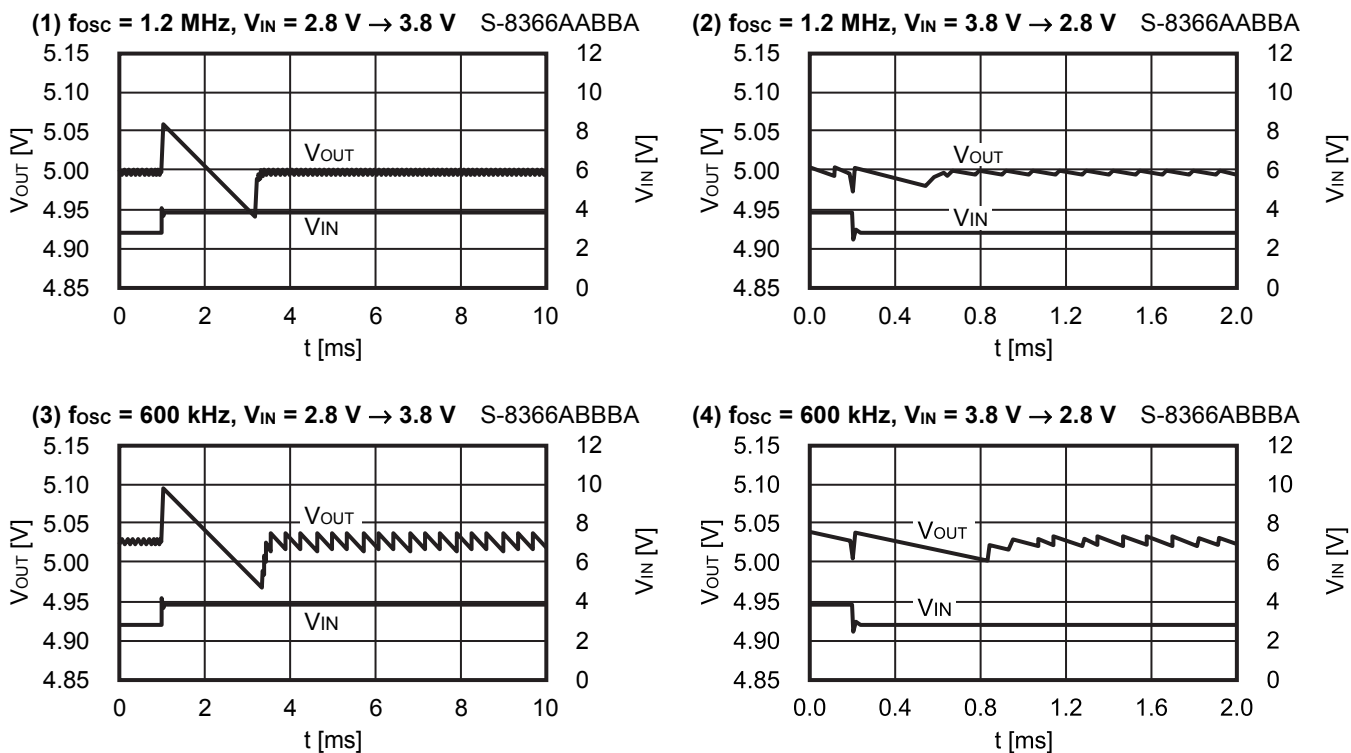 (1) fOSC = 1.2 MHz, VIN = 2.8 V → 3.8 V S-8366AABBA
5.15
5.10
5.05
5.00
4.95
4.90
4.85
VOUT [V]
VOUT
VIN
12
10
8
6
4
2
0
VIN [V]
0 2 4 6 8 10
t [ms]
(2) fOSC = 1.2 MHz, VIN = 3.8 V → 2.8 V S-8366AABBA
5.15
5.10
5.05
5.00
4.95
4.90
4.85
VOUT [V]
VOUT
VIN
12
10
8
6
4
2
0
VIN [V]
0.0 0.4 0.8 1.2 1.6 2.0
t [ms]
(3) fOSC = 600 kHz, VIN = 2.8 V → 3.8 V S-8366ABBBA
5.15
5.10
5.05
5.00
4.95
4.90
4.85
VOUT [V]
VOUT
VIN
12
10
8
6
4
2
0
VIN [V]
0 2 4 6 8 10
t [ms]
(4) fOSC = 600 kHz, VIN = 3.8 V → 2.8 V S-8366ABBBA
5.15
5.10
5.05
5.00
4.95
4.90
4.85
VOUT [V]
VOUT
VIN
12
10
8
6
4
2
0
VIN [V]
0.0 0.4 0.8 1.2 1.6 2.0
t [ms]